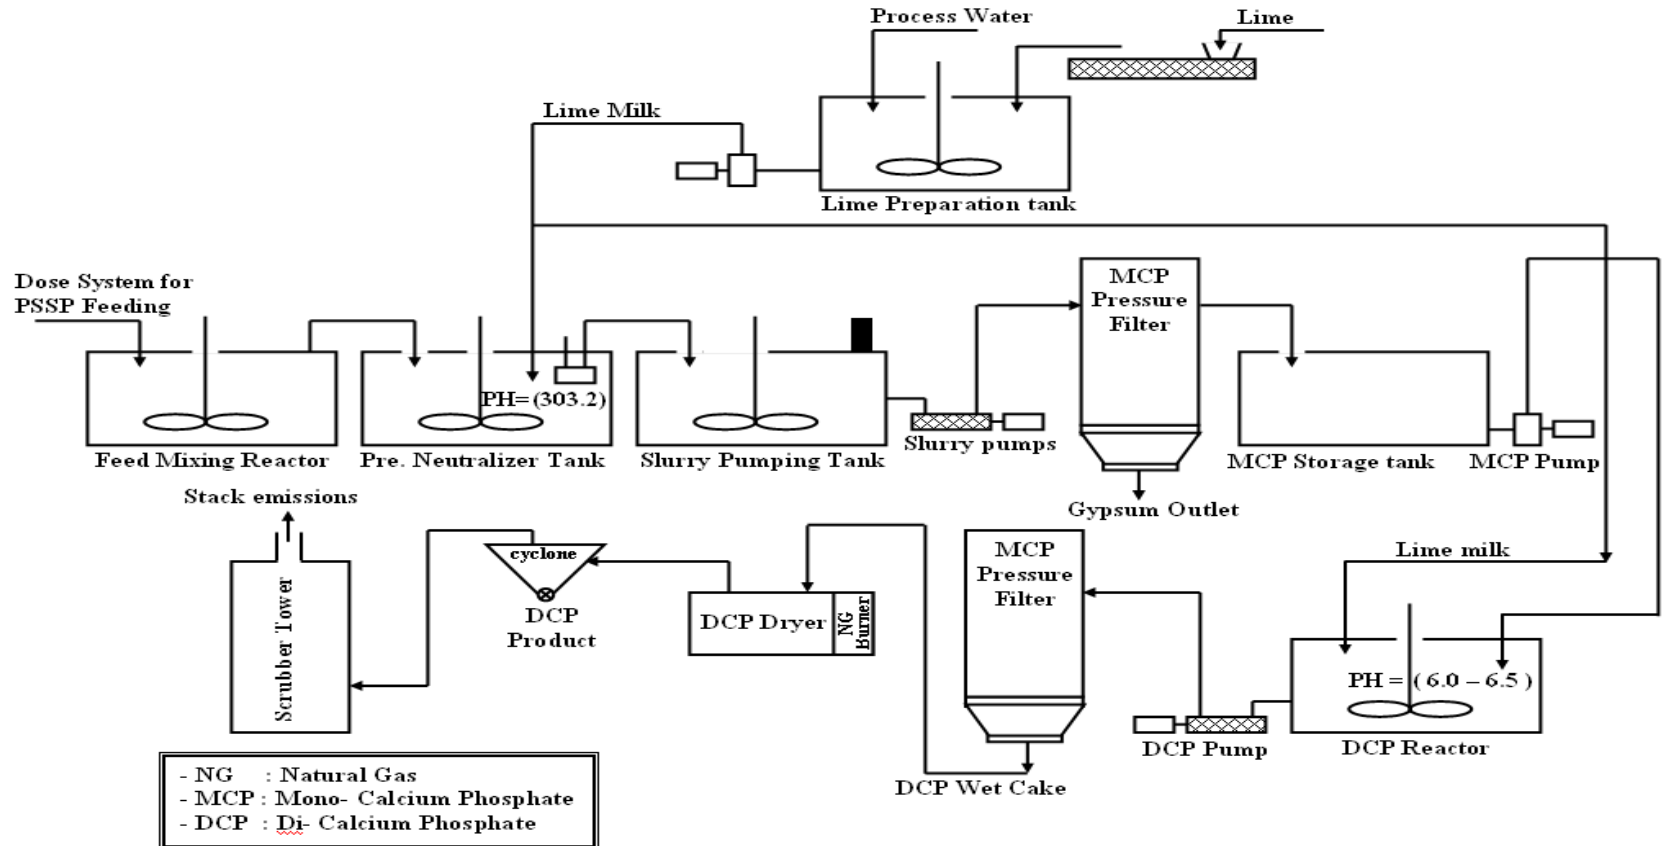 Process Water
Lime
Lime Milk
Lime Preparation tank
Dose System for
PSSP Feeding
MCP
Pressure
Filter
PH=(303.2)
Feed Mixing Reactor
Pre. Neutralizer Tank
Slurry Pumping Tank
Slurry pumps
MCP Storage tank
MCP Pump
Gypsum Outlet
Stack emissions
Scrubber Tower
cyclone
DCP
Product
DCP Dryer
NG
Burner
MCP
Pressure
Filter
Lime milk
PH = ( 6.0 – 6.5 )
DCP Pump
DCP Reactor
DCP Wet Cake
- NG : Natural Gas
- MCP : Mono- Calcium Phosphate
- DCP : Di- Calcium Phosphate